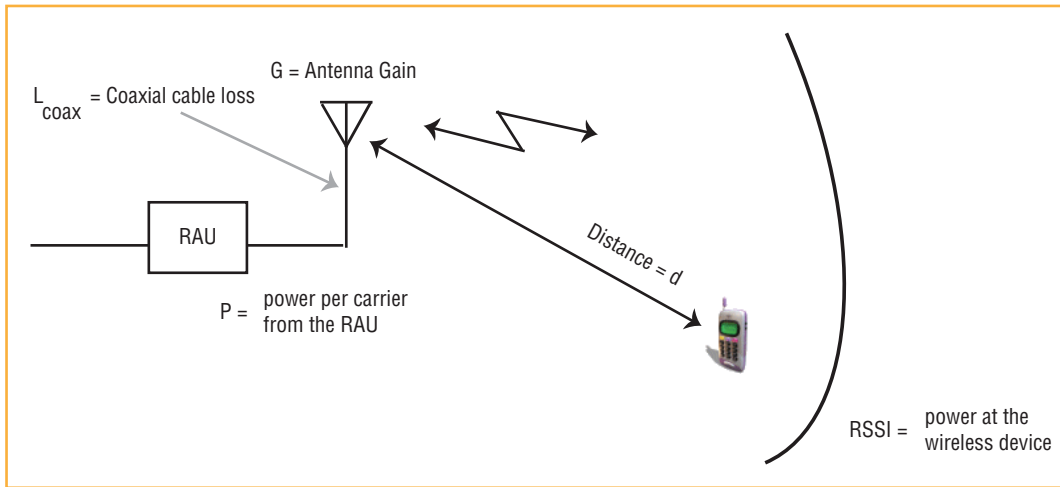 G = Antenna Gain
L coax = Coaxial cable loss
RAU
Distance = d
P = power per carrier
from the RAU
RSSI = power at the
wireless device